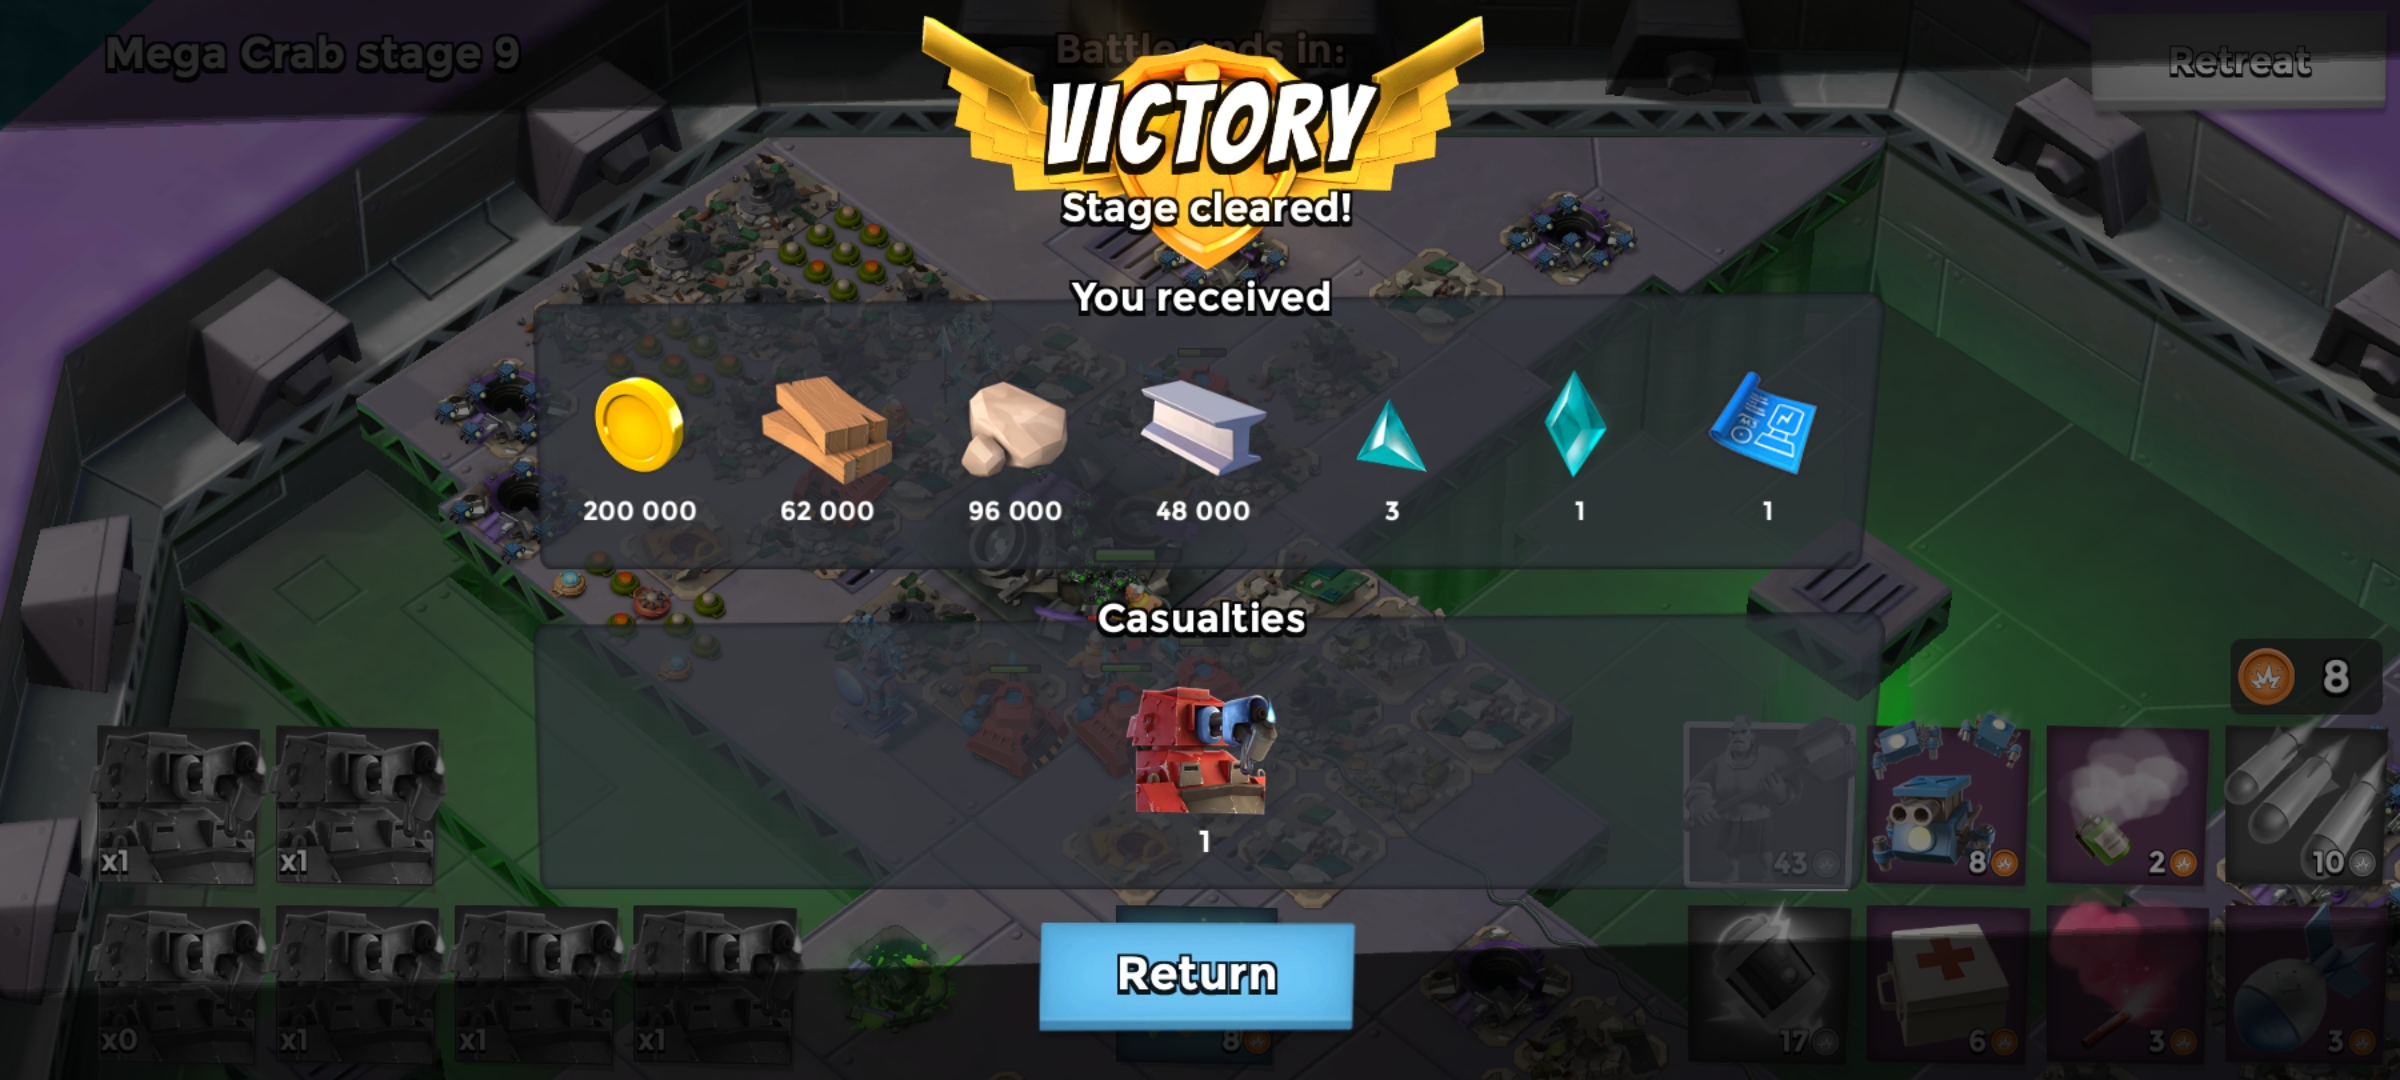 Mega Crab stage 9
Battle ends in:
Retreat
VICTORY
Stage cleared!
You received
200 000
62 000
96 000
48 000
3
1
1
Casualties
1
8
x1
x1
43
8
2
10
x0
x1
x1
x1
8
17
6
3
3
Return